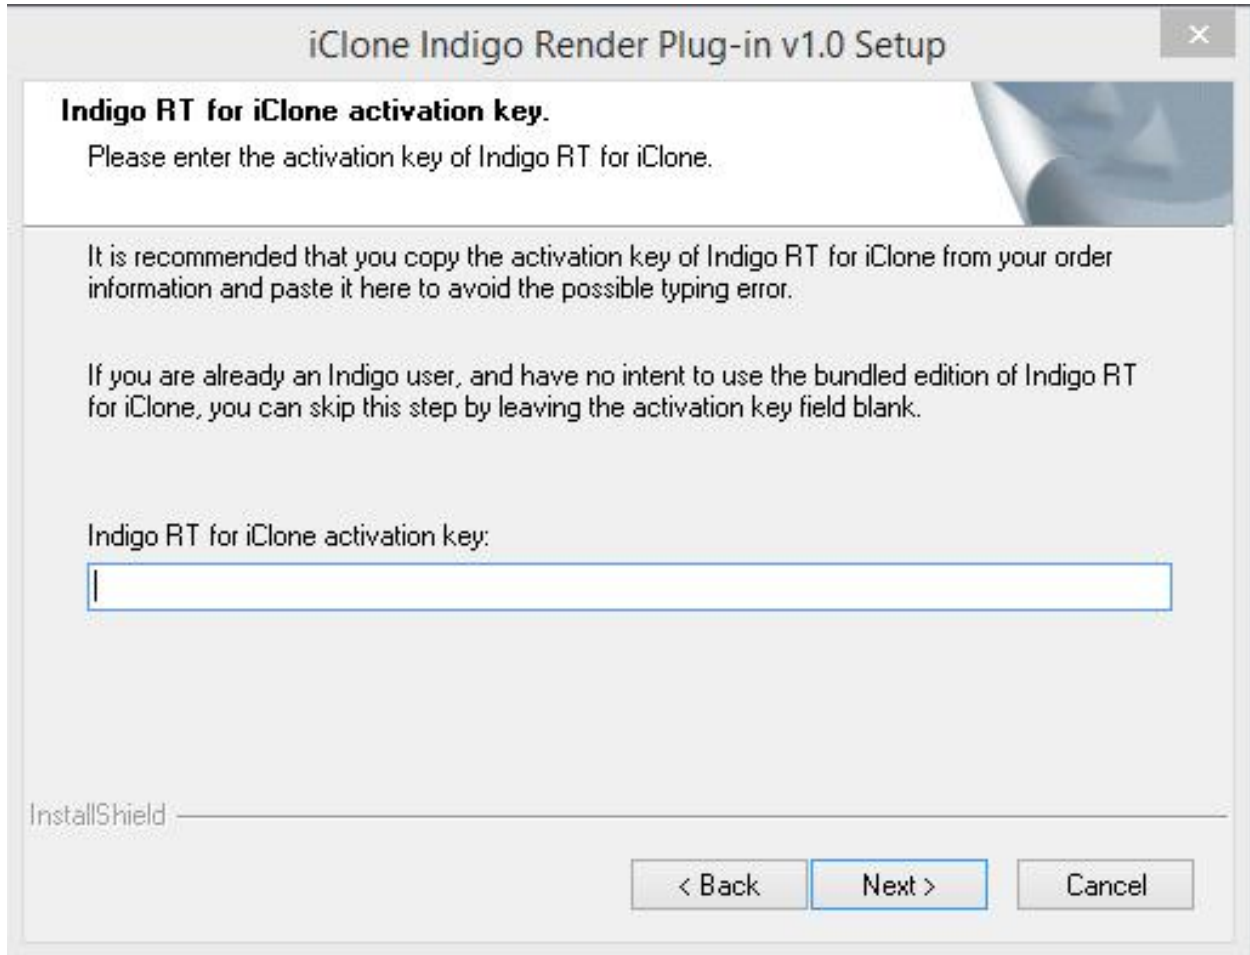 iClone Indigo Render Plug-in v1.0 Setup
Indigo RT for iClone activation key.
Please enter the activation key of Indigo RT for iClone.
It is recommended that you copy the activation key of Indigo RT for iClone from your order
information and paste it here to avoid the possible typing error.
If you are already an Indigo user, and have no intent to use the bundled edition of Indigo RT
for iClone, you can skip this step by leaving the activation key field blank.
Indigo RT for iClone activation key:
InstallShield
< Back Next > Cancel